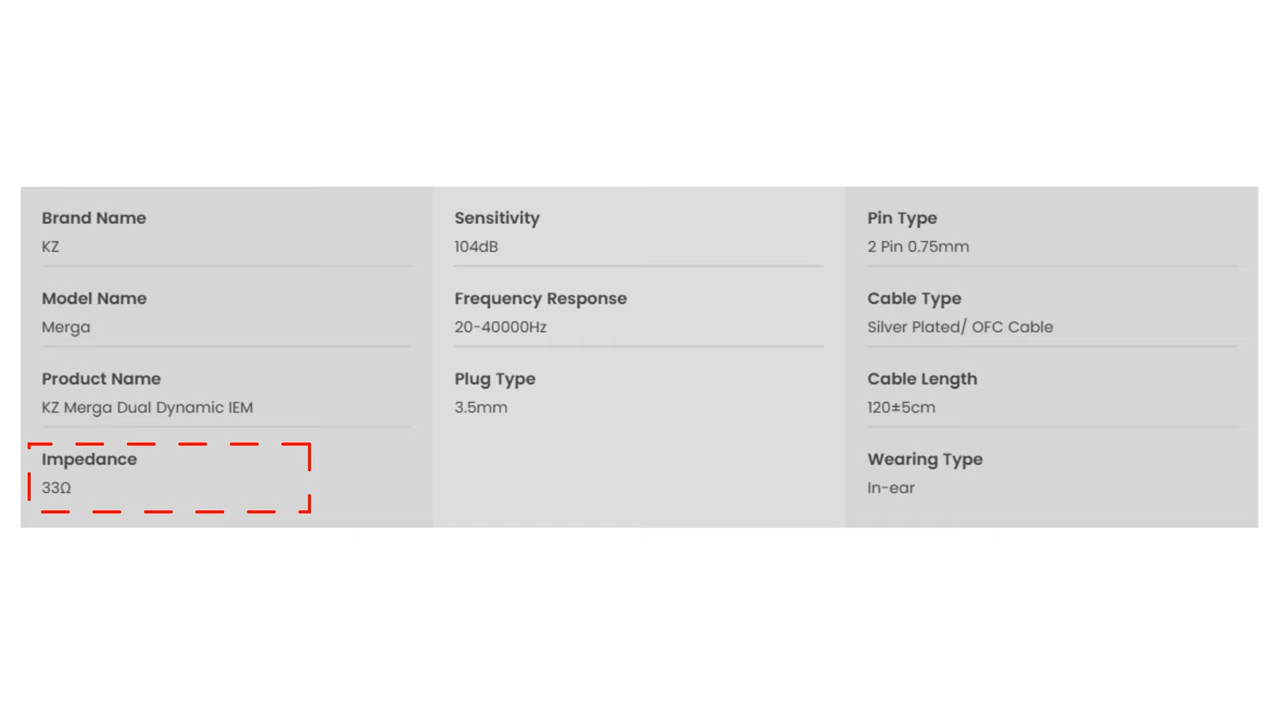 Brand Name
KZ
Model Name
Merga
Product Name
KZ Merga Dual Dynamic IEM
Impedance
33Ω
Sensitivity
104dB
Frequency Response
20-40000Hz
Plug Type
3.5mm
Pin Type
2 Pin 0.75mm
Cable Type
Silver Plated/ OFC Cable
Cable Length
120±5cm
Wearing Type
In-ear